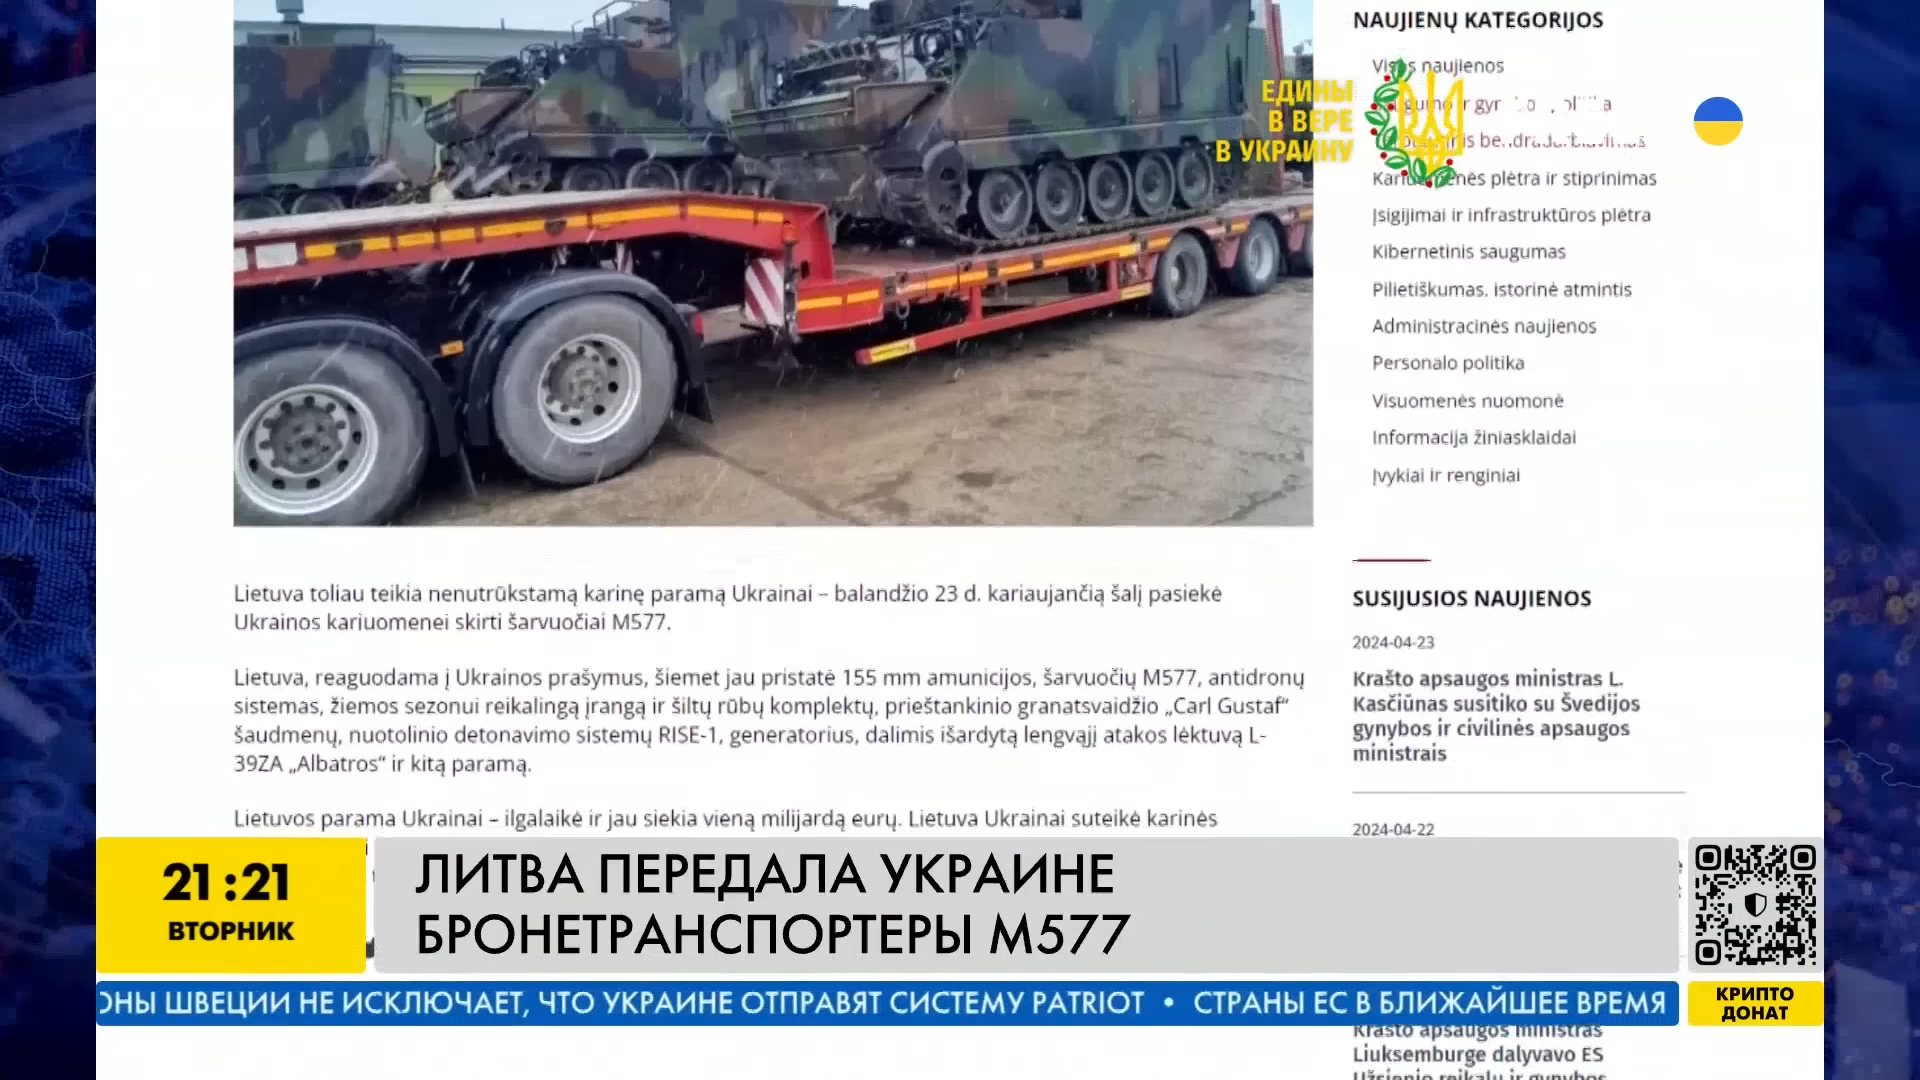 NAUJIENŲ KATEGORIJOS
Visos naujienos
Kariuomenės plėtra ir stiprinimas
Įsigijimai ir infrastruktūros plėtra
Kibernetinis saugumas
Pilietiškumas, istorinė atmintis
Administracinės naujienos
Personalo politika
Visuomenės nuomonė
Informacija žiniasklaidai
Įvykiai ir renginiai
ЕДИНЫ
В ВЕРЕ
В УКРАИНУ
Lietuva toliau teikia nenutrūkstamą karinę paramą Ukrainai – balandžio 23 d. kariaujančią šalį pasiekė
Ukrainos kariuomenei skirti šarvuočiai M577.
Lietuva, reaguodama į Ukrainos prašymus, šiemet jau pristatė 155 mm amunicijos, šarvuočių M577, antidronų
sistemas, žiemos sezonui reikalingą įrangą ir šiltų rūbų komplektų, prieštankinio granatsvaidžio „Carl Gustaf“
šaudmenų, nuotolinio detonavimo sistemų RISE-1, generatorius, dalimis išardytą lengvąjį atakos lėktuvą L-
39ZA „Albatros“ ir kitą paramą.
Lietuvos parama Ukrainai – ilgalaikė ir jau siekia vieną milijardą eurų. Lietuva Ukrainai suteikė karinės
SUSIJUSIOS NAUJIENOS
2024-04-23
Krašto apsaugos ministras L.
Kasčiūnas susitiko su Švedijos
gynybos ir civilinės apsaugos
ministrais
2024-04-22
Krašto apsaugos ministras
Liuksemburge dalyvavo ES
Užsienio reikalų ir gynybos
21:21
ВТОРНИК
ЛИТВА ПЕРЕДАЛА УКРАИНЕ
БРОНЕТРАНСПОРТЕРЫ М577
ОНЫ ШВЕЦИИ НЕ ИСКЛЮЧАЕТ, ЧТО УКРАИНЕ ОТПРАВЯТ СИСТЕМУ PATRIOT • СТРАНЫ ЕС В БЛИЖАЙШЕЕ ВРЕМЯ
КРИПТО
ДОНАТ